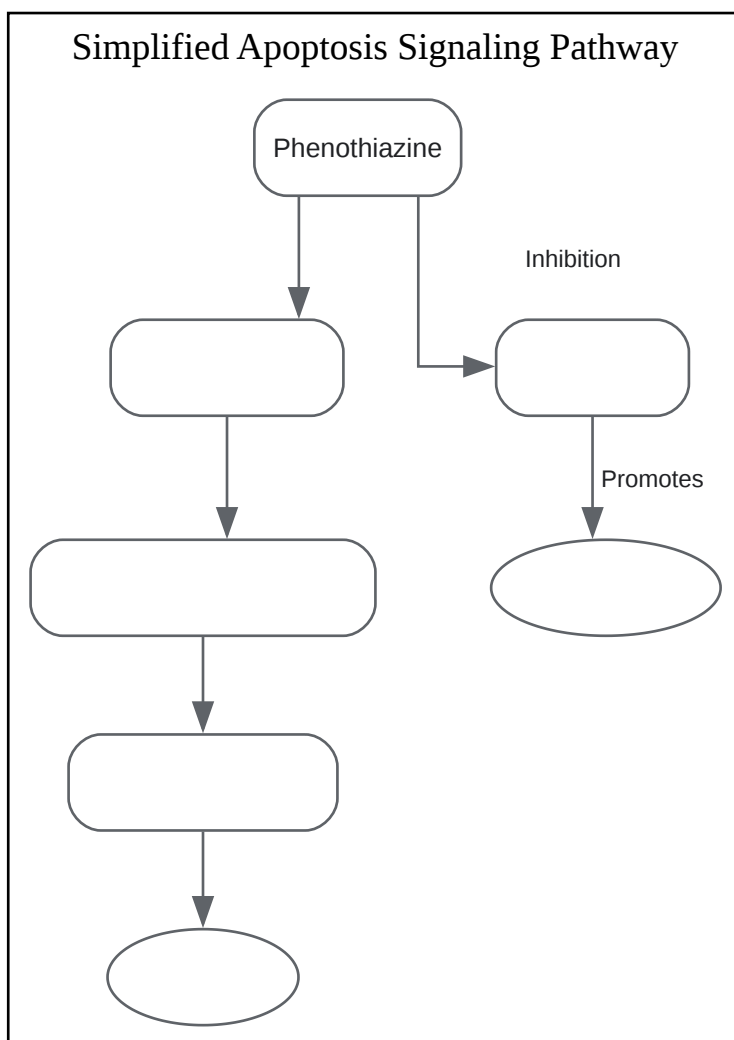 Simplified Apoptosis Signaling Pathway
Phenothiazine
Inhibition
Promotes